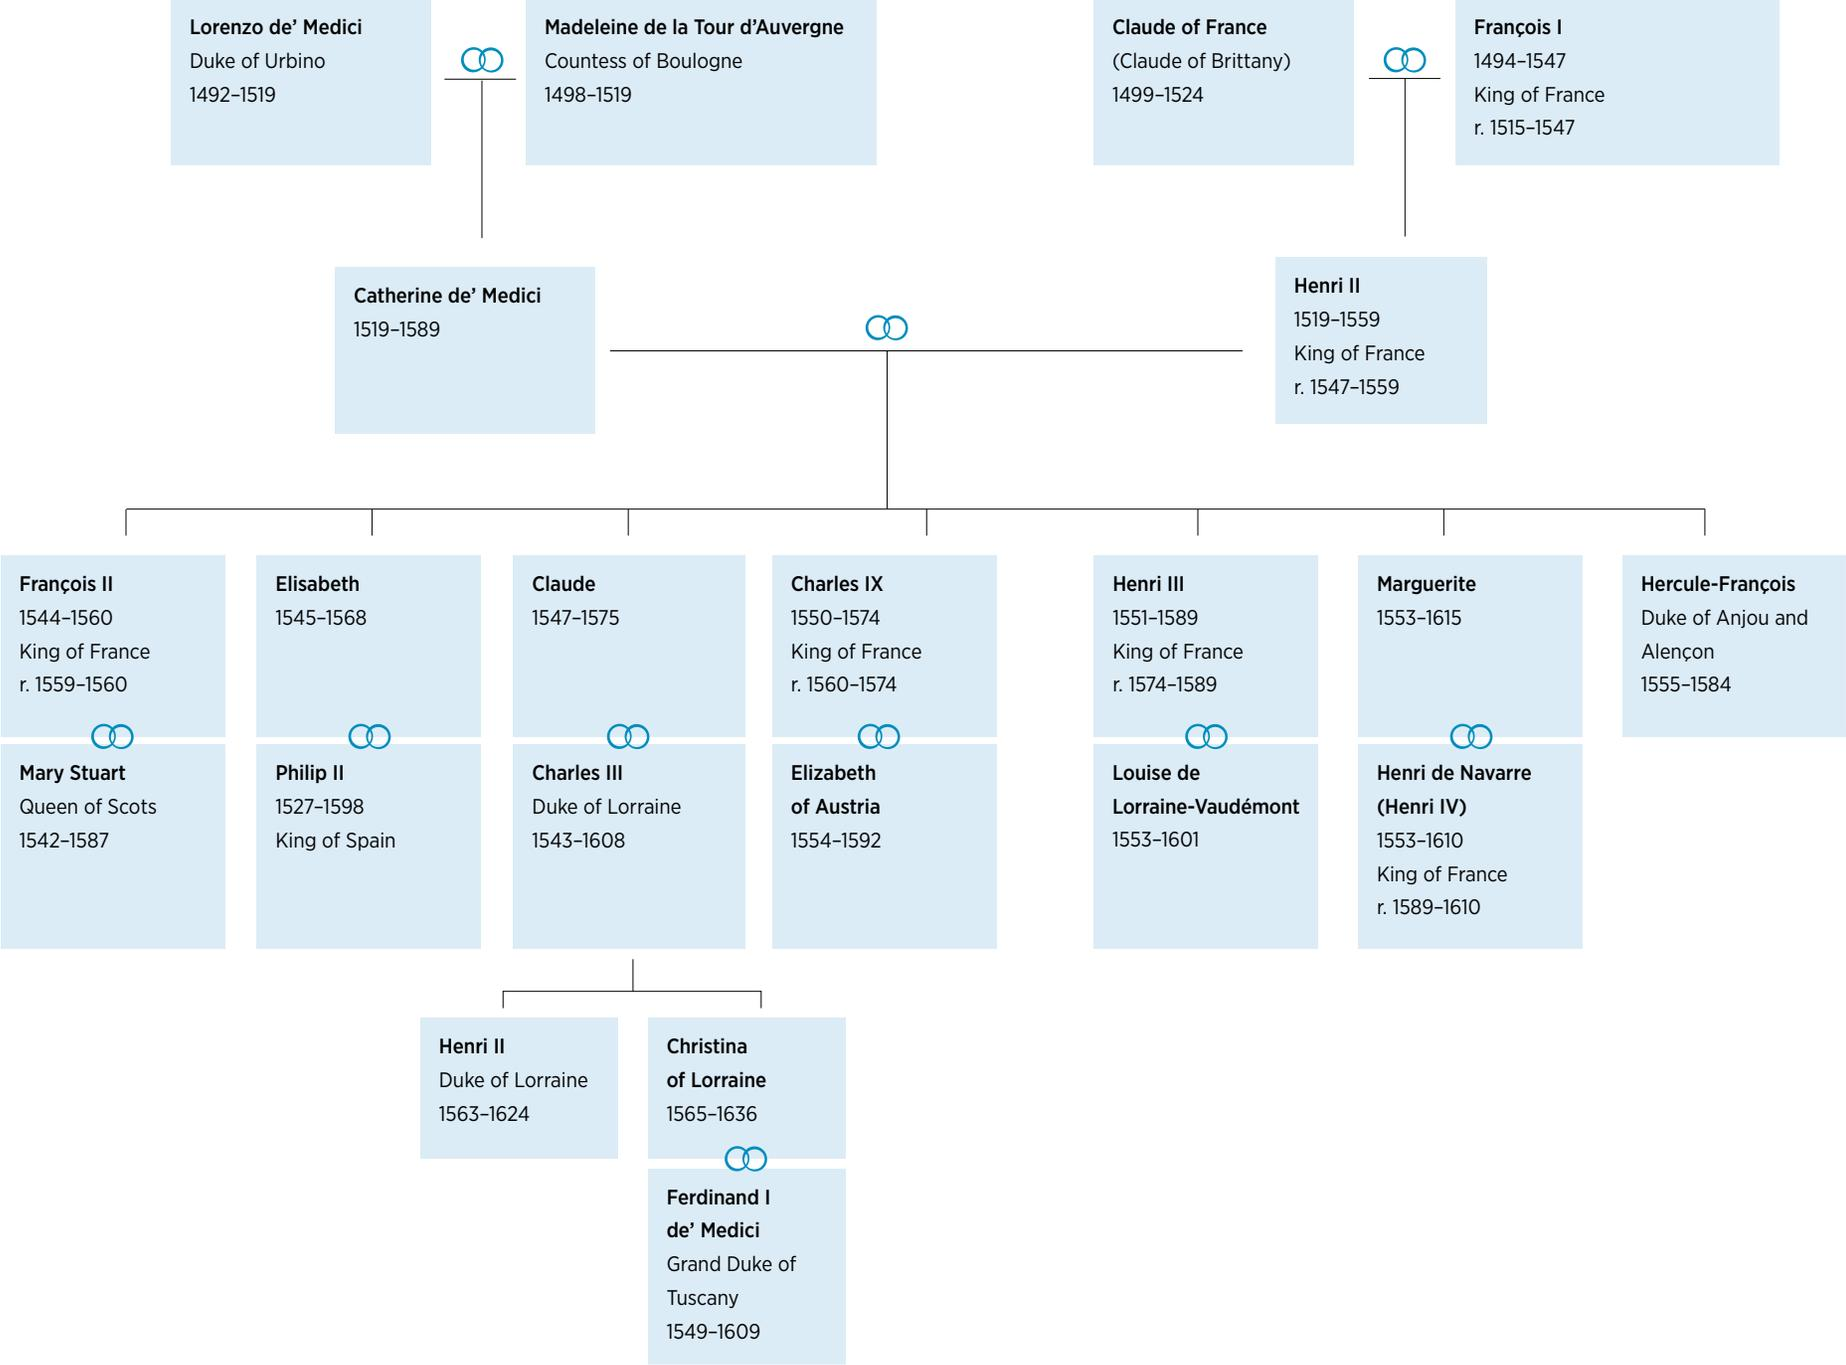 Lorenzo de’ Medici
Duke of Urbino
1492–1519
Madeleine de la Tour d’Auvergne
Countess of Boulogne
1498–1519
Claude of France
(Claude of Brittany)
1499–1524
François I
1494–1547
King of France
r. 1515–1547
Catherine de’ Medici
1519–1589
Henri II
1519–1559
King of France
r. 1547–1559
François II
1544–1560
King of France
r. 1559–1560
Elisabeth
1545–1568
Claude
1547–1575
Charles IX
1550–1574
King of France
r. 1560–1574
Henri III
1551–1589
King of France
r. 1574–1589
Marguerite
1553–1615
Hercule-François
Duke of Anjou and
Alençon
1555–1584
Mary Stuart
Queen of Scots
1542–1587
Philip II
1527–1598
King of Spain
Charles III
Duke of Lorraine
1543–1608
Elizabeth
of Austria
1554–1592
Louise de
Lorraine-Vaudémont
1553–1601
Henri de Navarre
(Henri IV)
1553–1610
King of France
r. 1589–1610
Henri II
Duke of Lorraine
1563–1624
Christina
of Lorraine
1565–1636
Ferdinand I
de’ Medici
Grand Duke of
Tuscany
1549–1609